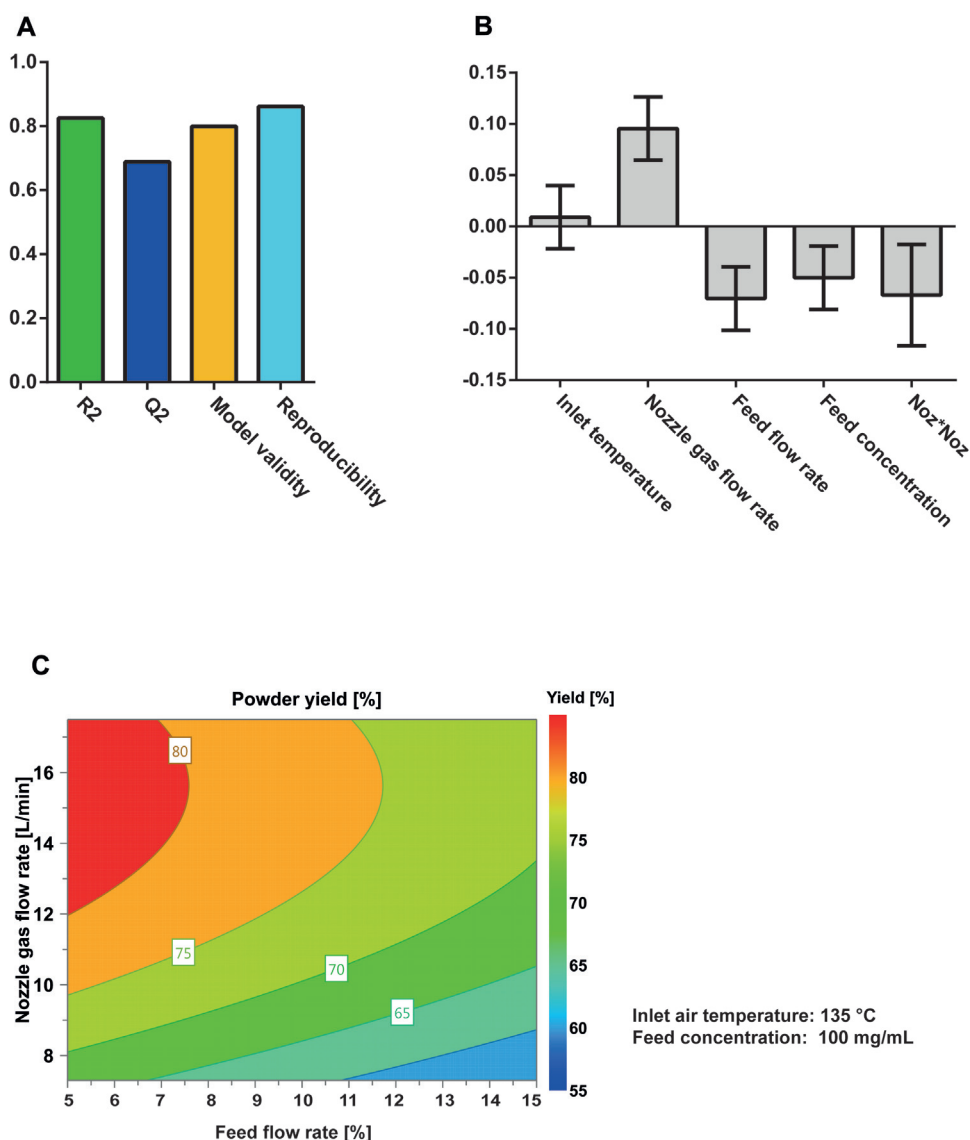 A
1.0
0.8
0.6
0.4
0.2
0.0
R2
Q2
Model validity
Reproducibility
B
0.15
0.10
0.05
0.00
-0.05
-0.10
-0.15
Inlet temperature
Nozzle gas flow rate
Feed flow rate
Feed concentration
Noz*Noz
C
Powder yield [%]
Nozzle gas flow rate [L/min]
16
14
12
10
8
80
75
70
65
5 6 7 8 9 10 11 12 13 14 15
Feed flow rate [%]
Yield [%]
80
75
70
65
60
55
Inlet air temperature: 135 °C
Feed concentration: 100 mg/mL